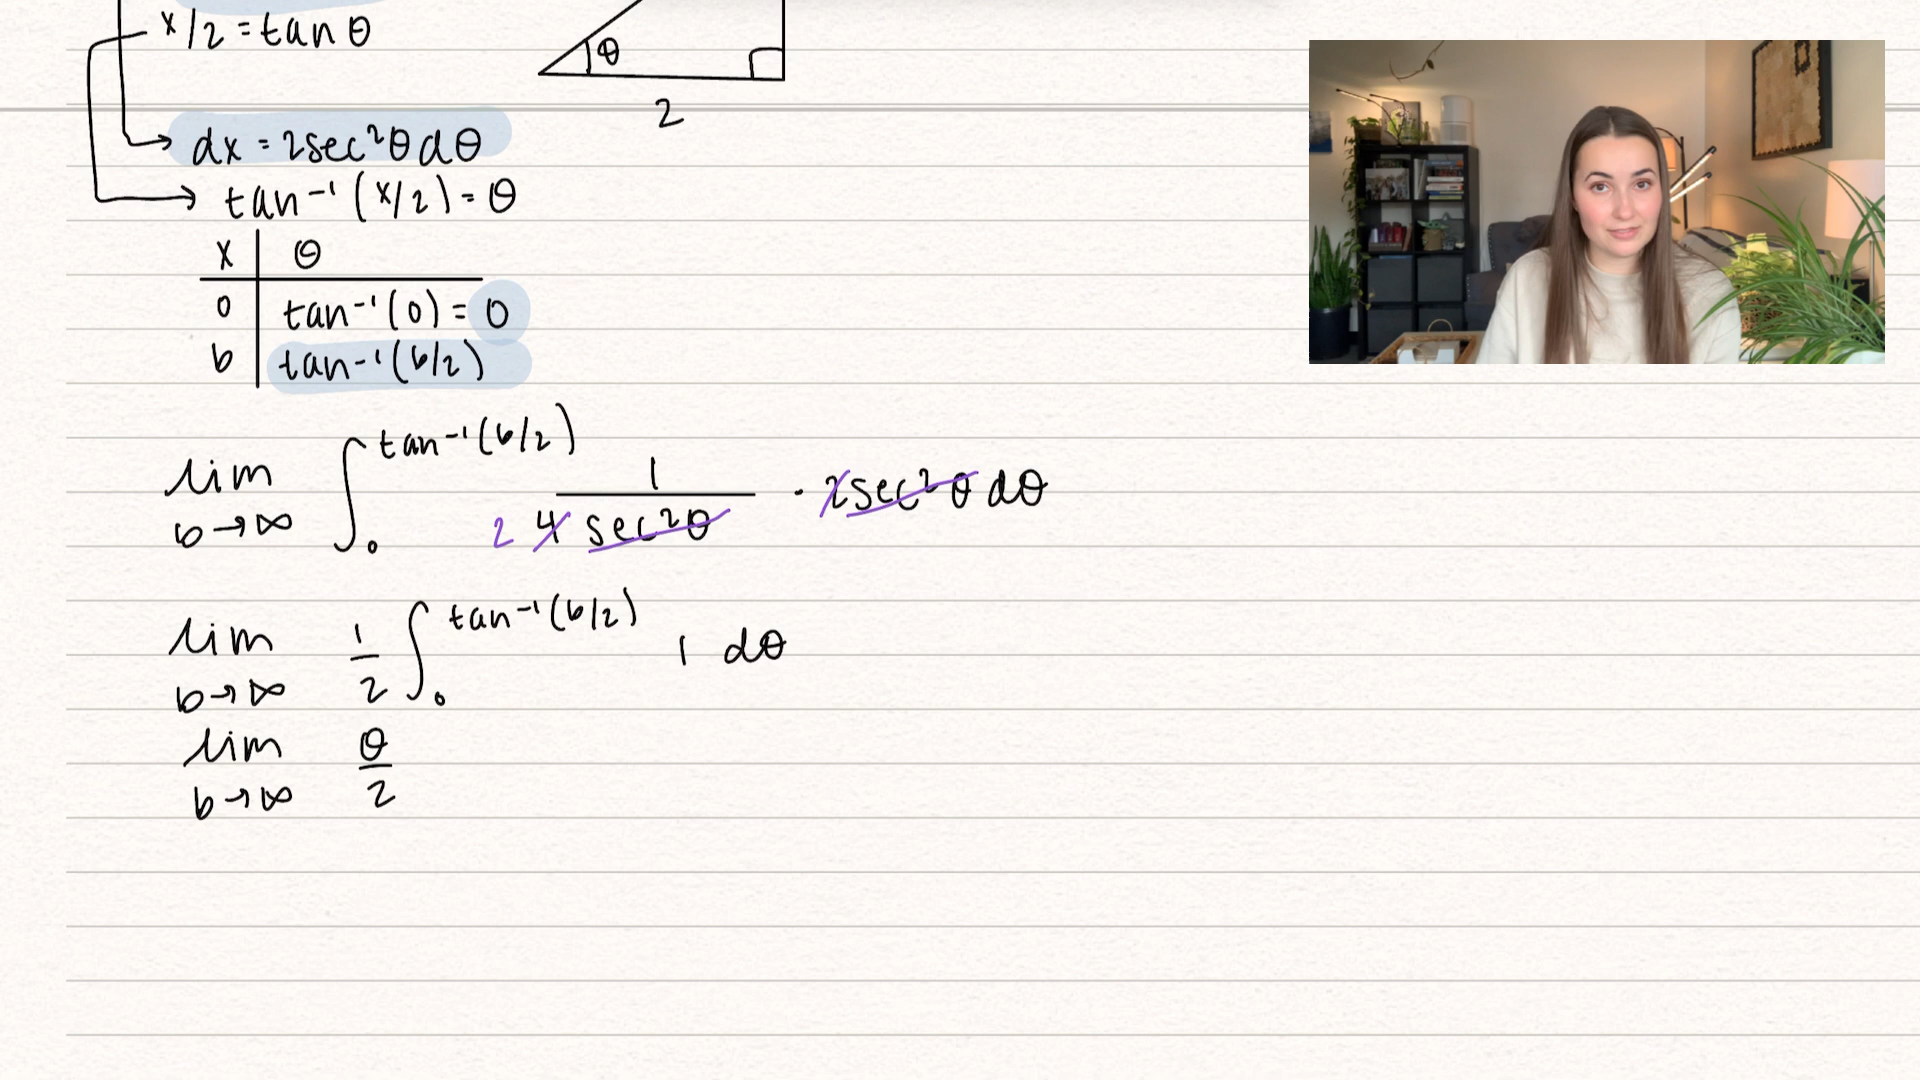 x/2 = tan θ
θ
2
dx = 2sec²θ dθ
tan⁻¹(x/2) = θ
x | θ
0 | tan⁻¹(0) = 0
b | tan⁻¹(b/2)
lim b→∞ ∫₀^tan⁻¹(b/2) 1 / 2 4 sec²θ · 2sec²θ dθ
lim b→∞ 1/2 ∫₀^tan⁻¹(b/2) 1 dθ
lim b→∞ θ/2